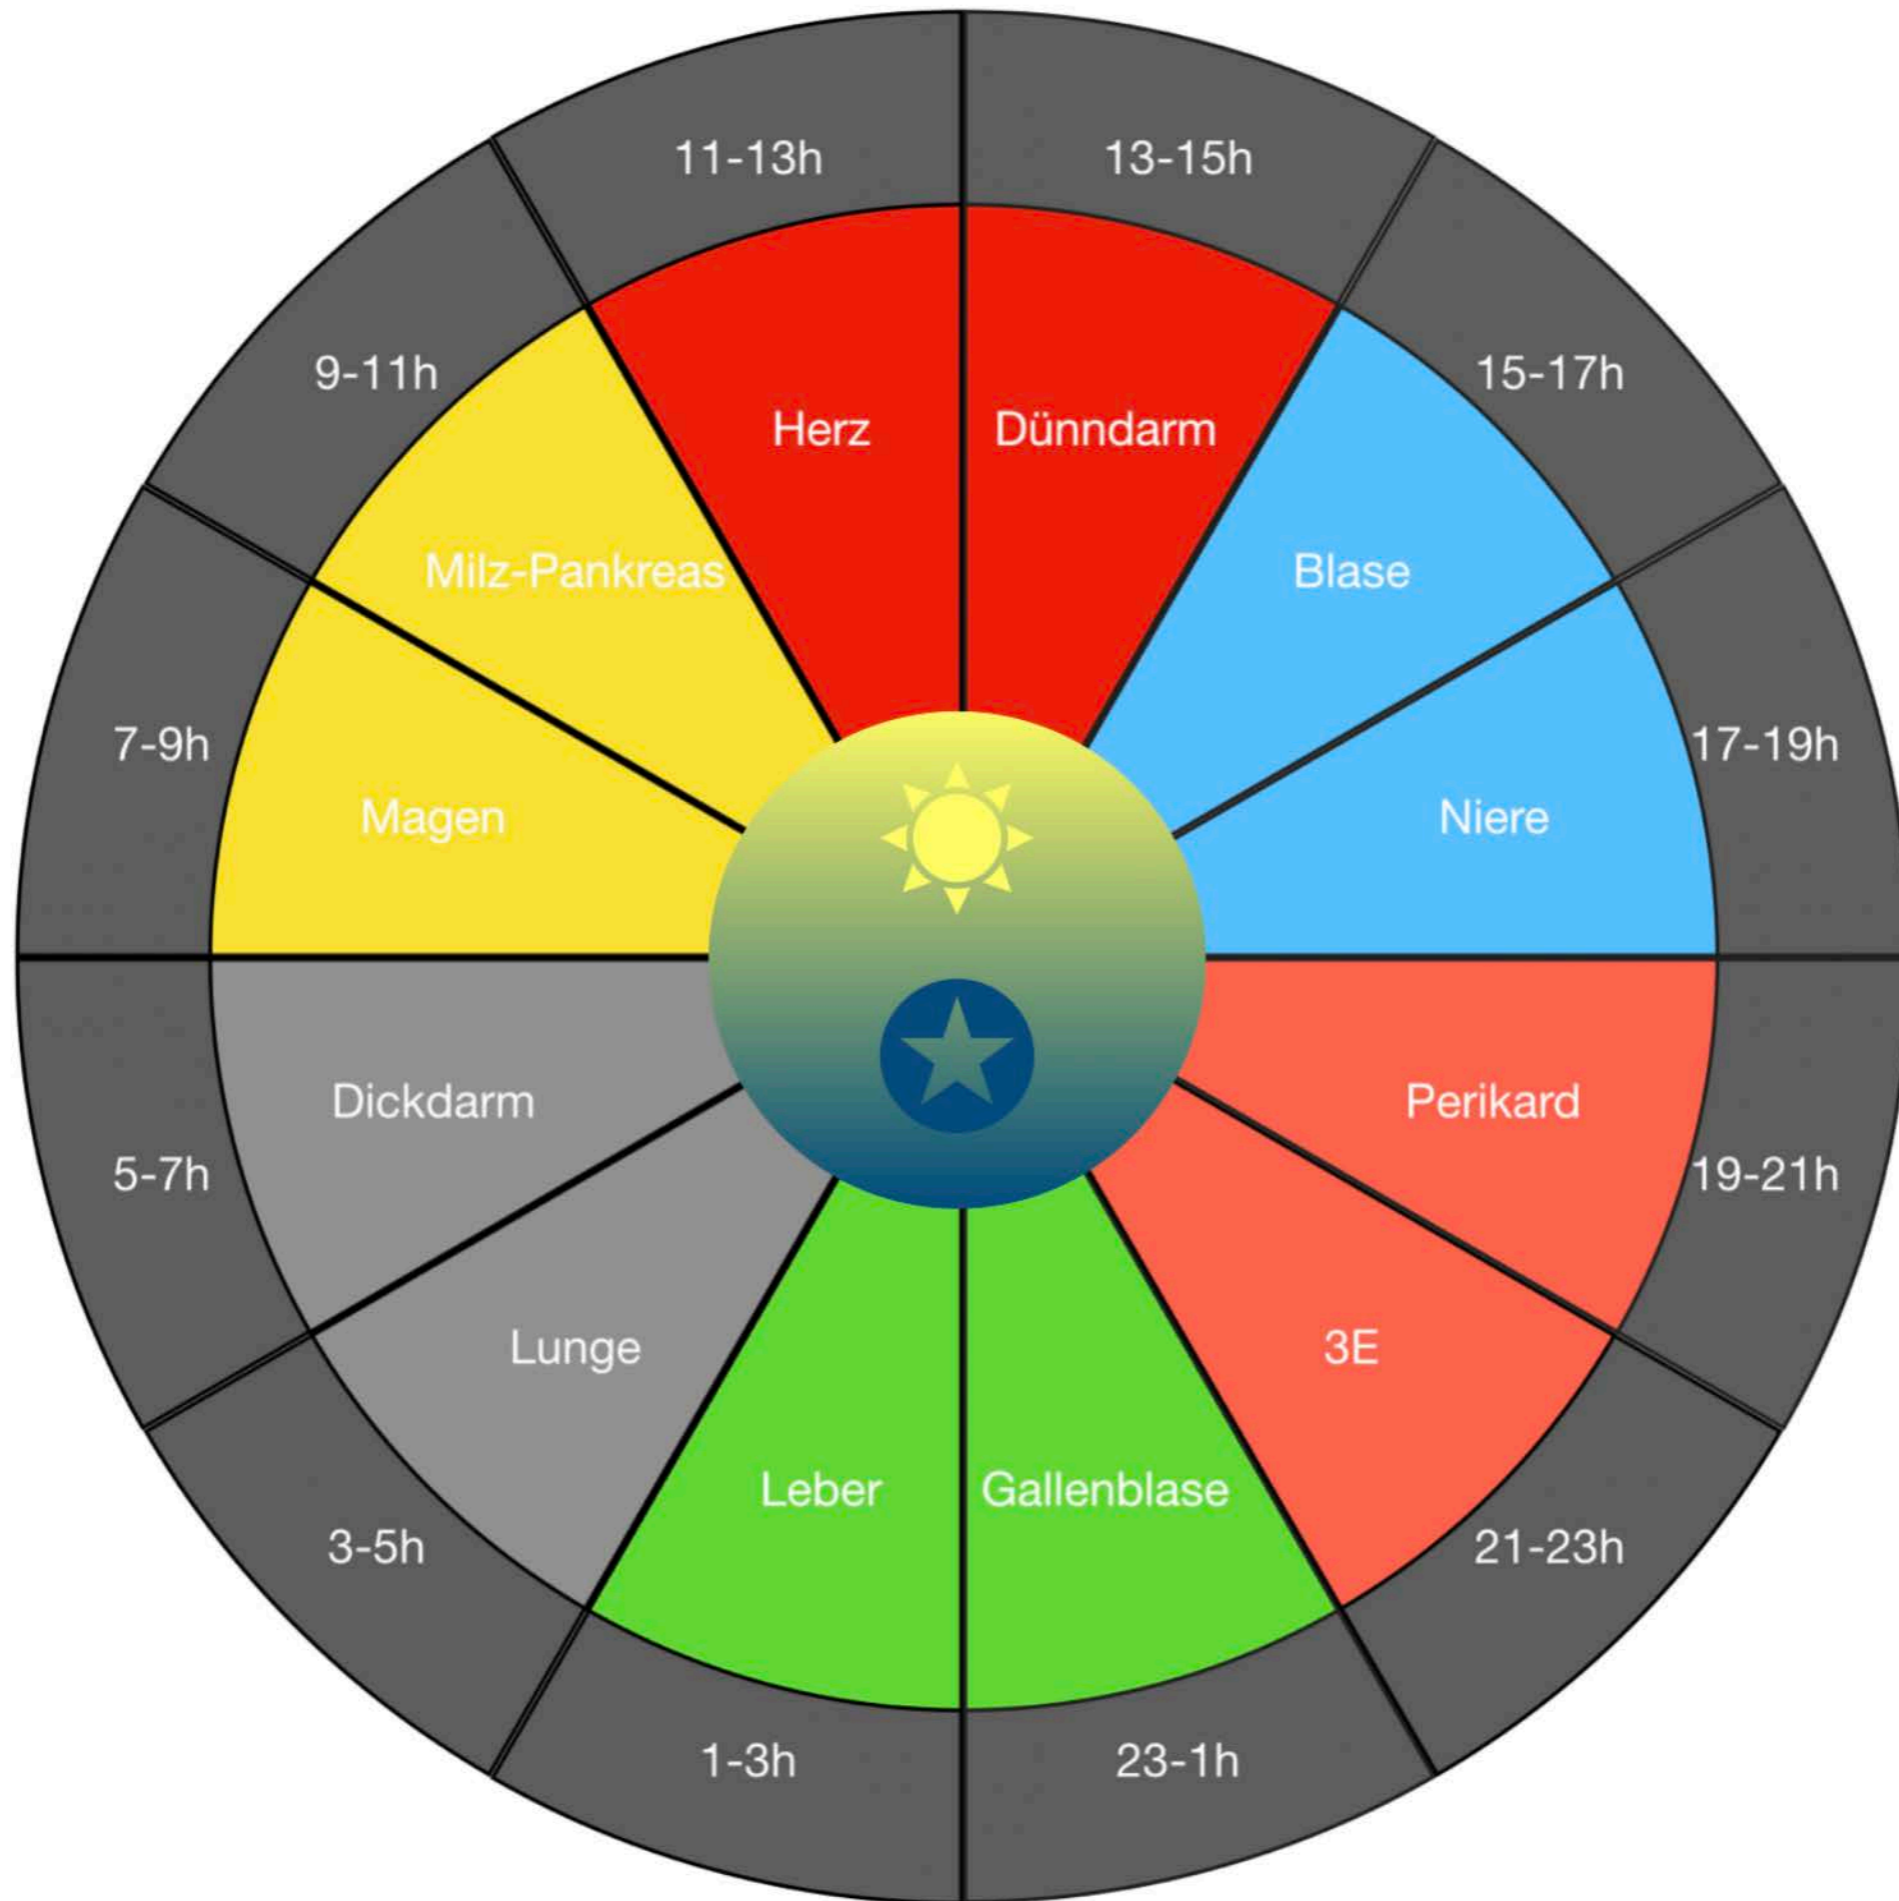 11-13h
13-15h
9-11h
15-17h
Herz
Dünndarm
Milz-Pankreas
Blase
7-9h
17-19h
Magen
Niere
Dickdarm
Perikard
5-7h
19-21h
Lunge
3E
Leber
Gallenblase
3-5h
21-23h
1-3h
23-1h